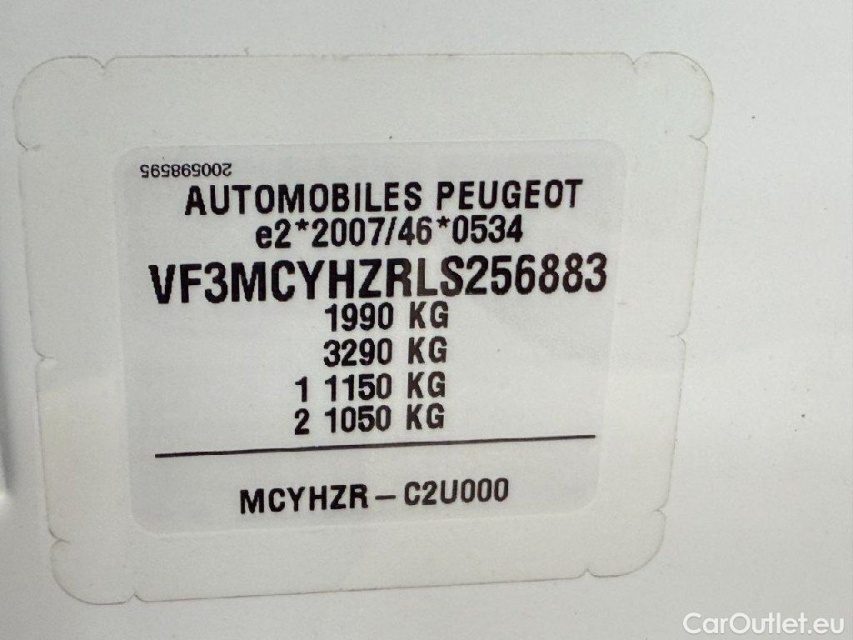 200598595
AUTOMOBILES PEUGEOT
e2*2007/46*0534
VF3MCYHZRLS256883
1990 KG
3290 KG
1 1150 KG
2 1050 KG
MCYHZR – C2U000
CarOutlet.eu